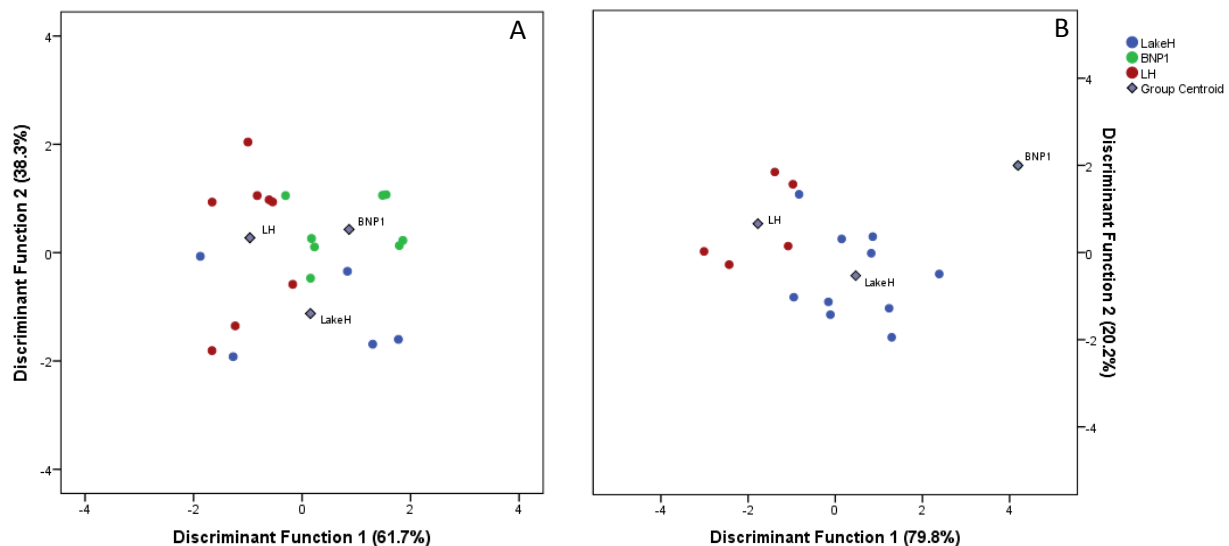 A
4
2
0
-2
-4
Discriminant Function 2 (38.3%)
LH
BNP1
LakeH
-4
-2
0
2
4
Discriminant Function 1 (61.7%)
B
BNP1
LH
LakeH
4
2
0
-2
-4
Discriminant Function 2 (20.2%)
-4
-2
0
2
4
Discriminant Function 1 (79.8%)
LakeH
BNP1
LH
Group Centroid